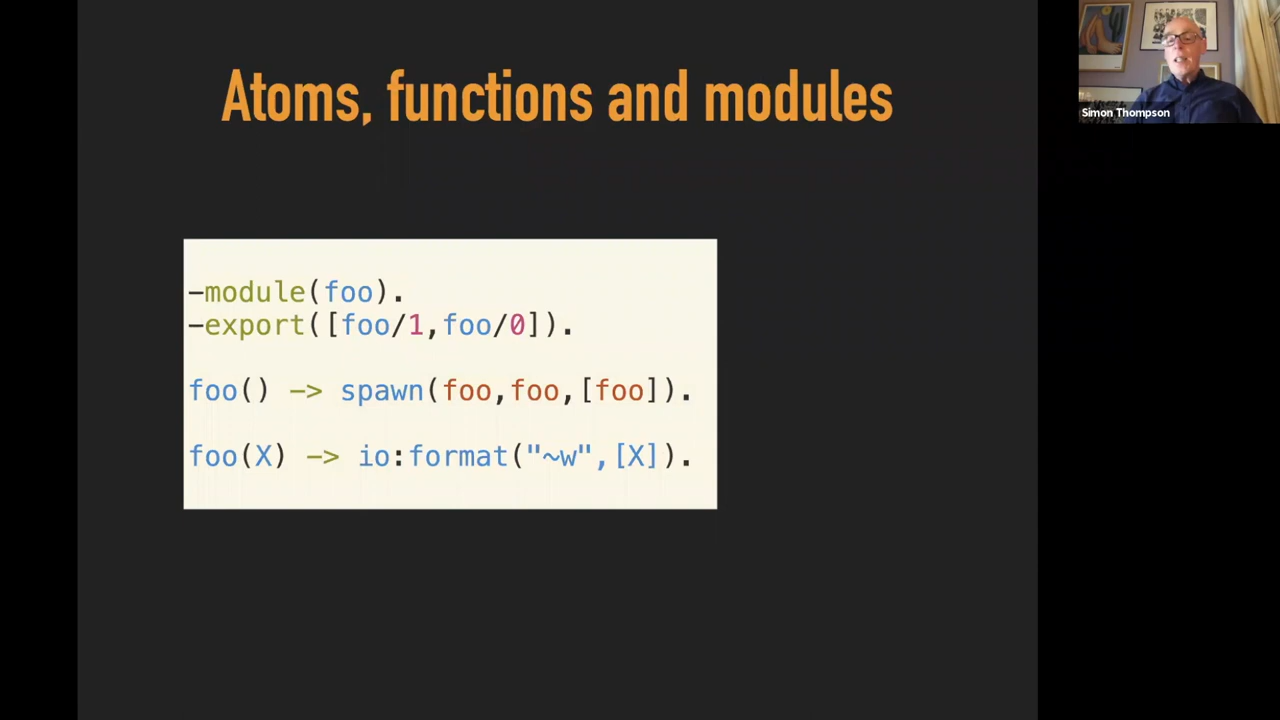 Atoms, functions and modules
Simon Thompson
-module(foo).
-export([foo/1,foo/0]).
foo() -> spawn(foo,foo,[foo]).
foo(X) -> io:format("~w",[X]).